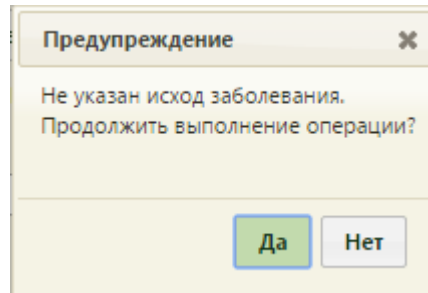 Предупреждение
Не указан исход заболевания.
Продолжить выполнение операции?
Да
Нет